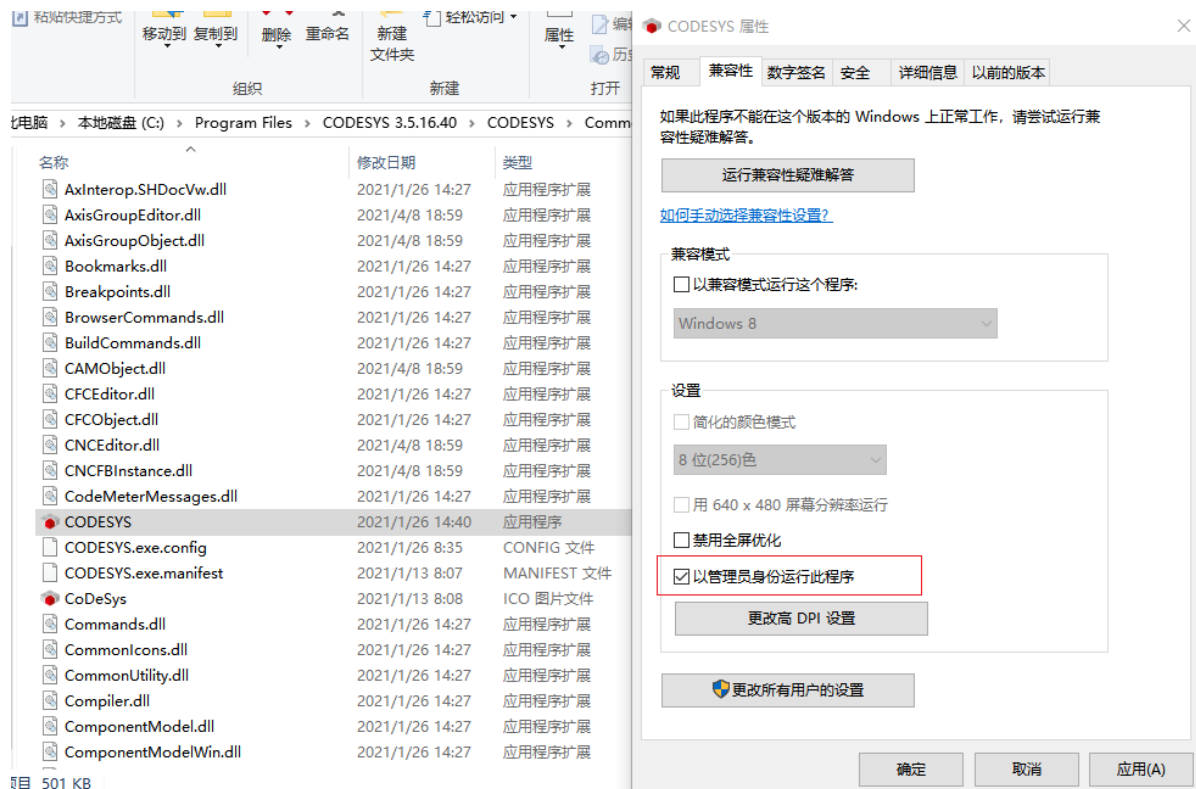 粘贴快捷方式
移动到 复制到 删除 重命名 新建 文件夹 轻松访问 属性
组织 新建 打开
电脑 > 本地磁盘 (C:) > Program Files > CODESYS 3.5.16.40 > CODESYS >
名称 修改日期 类型
AxInterop.SHDocVw.dll 2021/1/26 14:27 应用程序扩展
AxisGroupEditor.dll 2021/4/8 18:59 应用程序扩展
AxisGroupObject.dll 2021/4/8 18:59 应用程序扩展
Bookmarks.dll 2021/1/26 14:27 应用程序扩展
Breakpoints.dll 2021/1/26 14:27 应用程序扩展
BrowserCommands.dll 2021/1/26 14:27 应用程序扩展
BuildCommands.dll 2021/1/26 14:27 应用程序扩展
CAMObject.dll 2021/4/8 18:59 应用程序扩展
CFCEditor.dll 2021/1/26 14:27 应用程序扩展
CFCObject.dll 2021/1/26 14:27 应用程序扩展
CNCEditor.dll 2021/4/8 18:59 应用程序扩展
CNCFBInstance.dll 2021/4/8 18:59 应用程序扩展
CodeMeterMessages.dll 2021/1/26 14:27 应用程序扩展
CODESYS 2021/1/26 14:40 应用程序
CODESYS.exe.config 2021/1/26 8:35 CONFIG 文件
CODESYS.exe.manifest 2021/1/13 8:07 MANIFEST 文件
CoDeSys 2021/1/13 8:08 ICO 图片文件
Commands.dll 2021/1/26 14:27 应用程序扩展
CommonIcons.dll 2021/1/26 14:27 应用程序扩展
CommonUtility.dll 2021/1/26 14:27 应用程序扩展
Compiler.dll 2021/1/26 14:27 应用程序扩展
ComponentModel.dll 2021/1/26 14:27 应用程序扩展
ComponentModelWin.dll 2021/1/26 14:27 应用程序扩展
项目 501 KB
CODESYS 属性
常规 兼容性 数字签名 安全 详细信息 以前的版本
如果此程序不能在这个版本的 Windows 上正常工作，请尝试运行兼
容性疑难解答。
运行兼容性疑难解答
如何手动选择兼容性设置?
兼容模式
以兼容模式运行这个程序:
Windows 8
设置
简化的颜色模式
8 位(256)色
用 640 x 480 屏幕分辨率运行
禁用全屏优化
以管理员身份运行此程序
更改高 DPI 设置
更改所有用户的设置
确定 取消 应用(A)